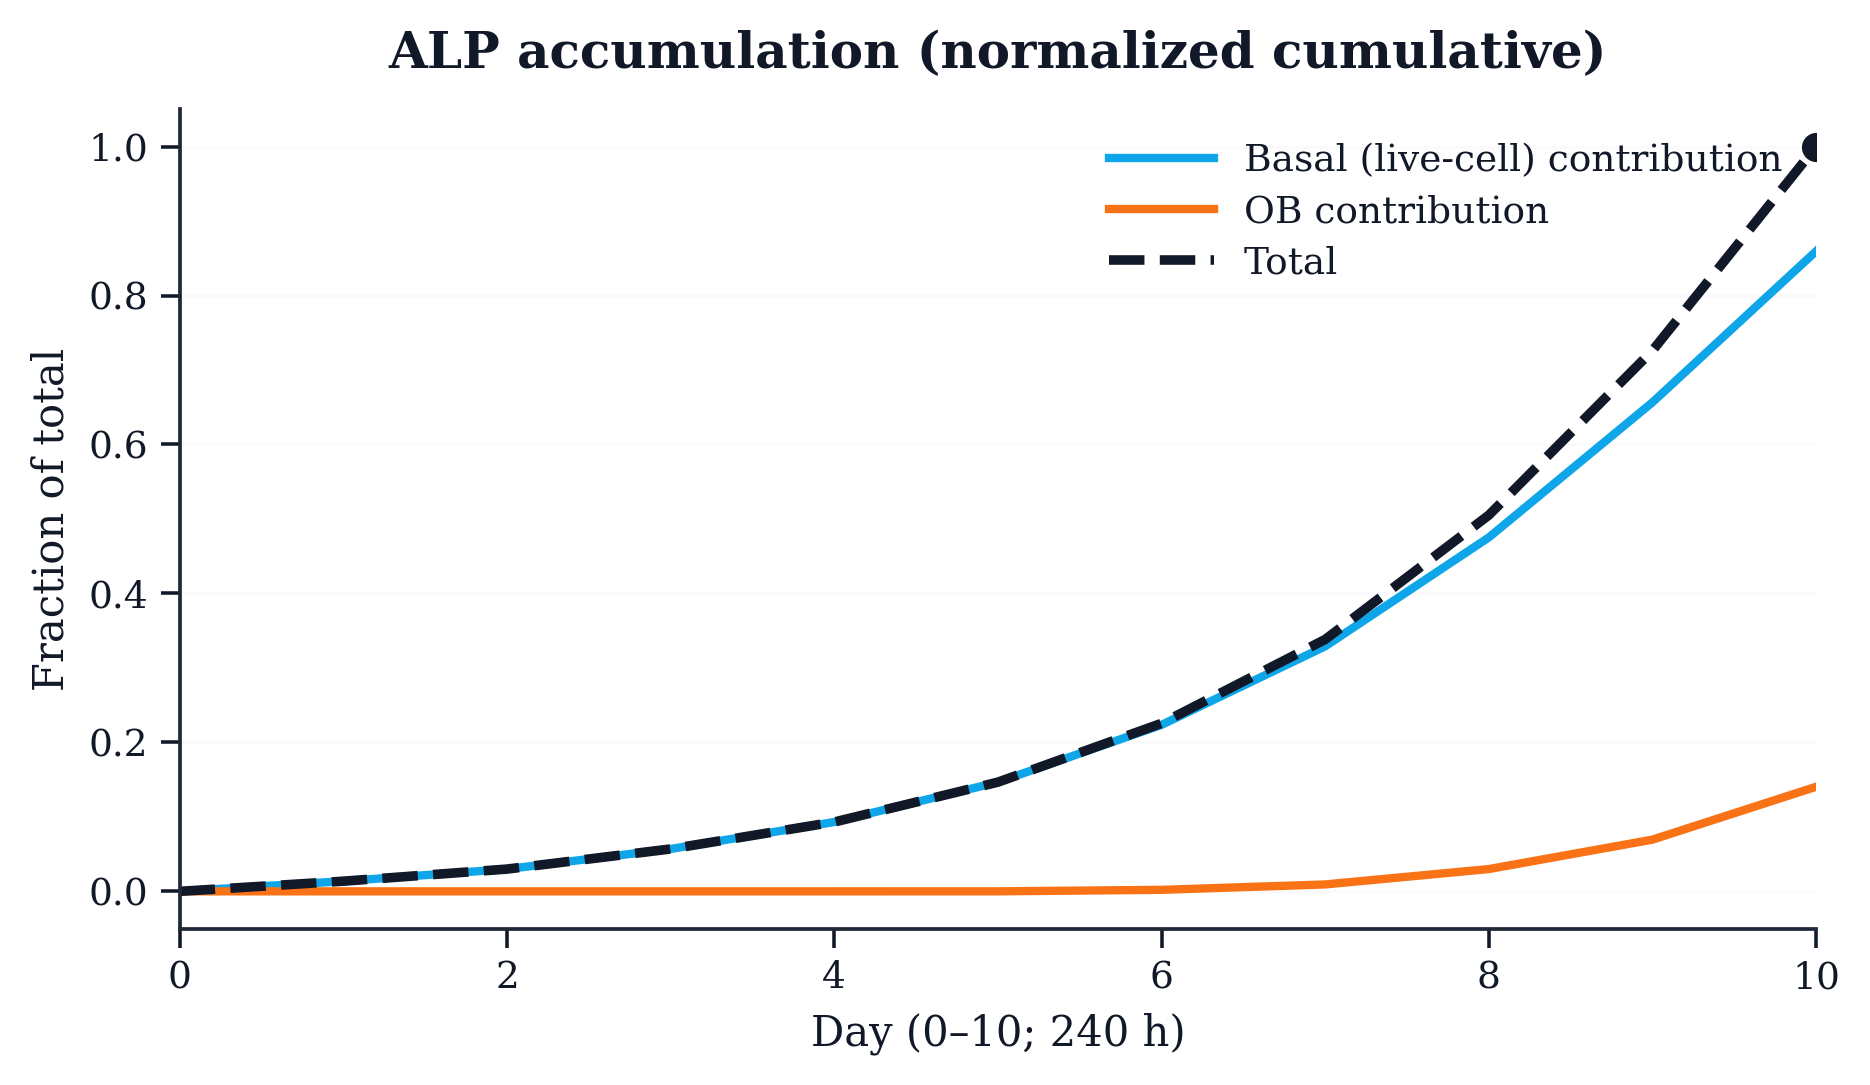 ALP accumulation (normalized cumulative)
Basal (live-cell) contribution
OB contribution
Total
Fraction of total
1.0
0.8
0.6
0.4
0.2
0.0
0 2 4 6 8 10
Day (0–10; 240 h)